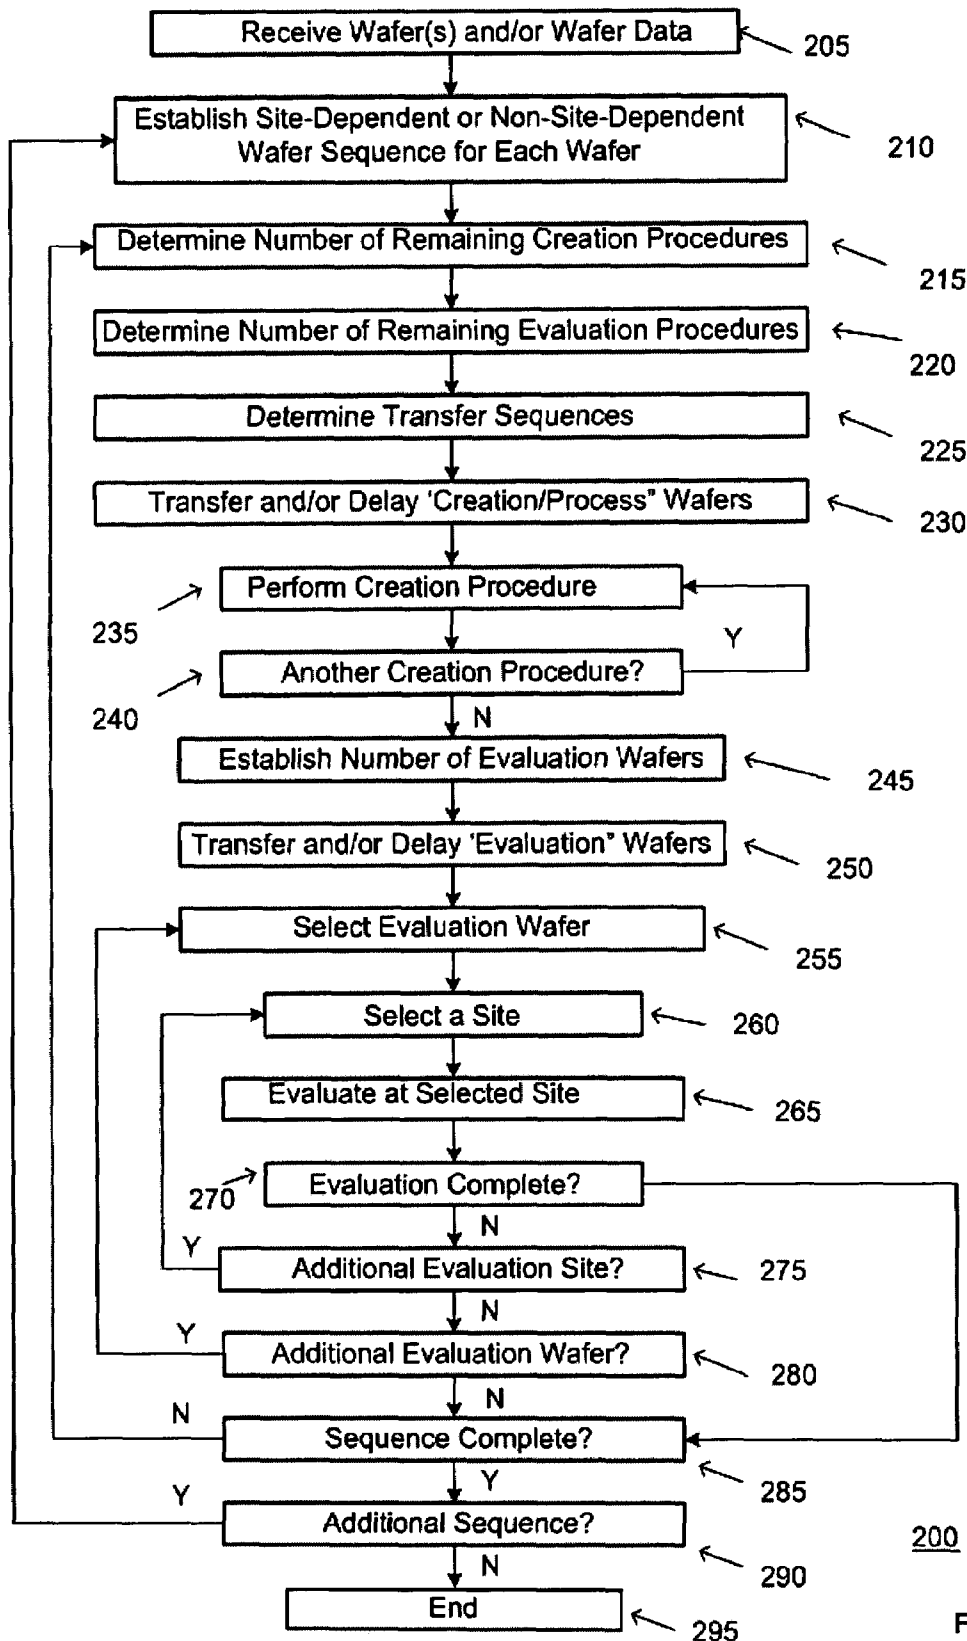 Receive Wafer(s) and/or Wafer Data
205
Establish Site-Dependent or Non-Site-Dependent
Wafer Sequence for Each Wafer
210
Determine Number of Remaining Creation Procedures
215
Determine Number of Remaining Evaluation Procedures
220
Determine Transfer Sequences
225
Transfer and/or Delay 'Creation/Process" Wafers
230
Perform Creation Procedure
235
Y
Another Creation Procedure?
240
N
Establish Number of Evaluation Wafers
245
Transfer and/or Delay 'Evaluation" Wafers
250
Select Evaluation Wafer
255
Select a Site
260
Evaluate at Selected Site
265
Evaluation Complete?
270
N
Y
Additional Evaluation Site?
275
N
Y
Additional Evaluation Wafer?
280
N
N
Sequence Complete?
285
Y
Y
Additional Sequence?
290
200
N
End
295
F